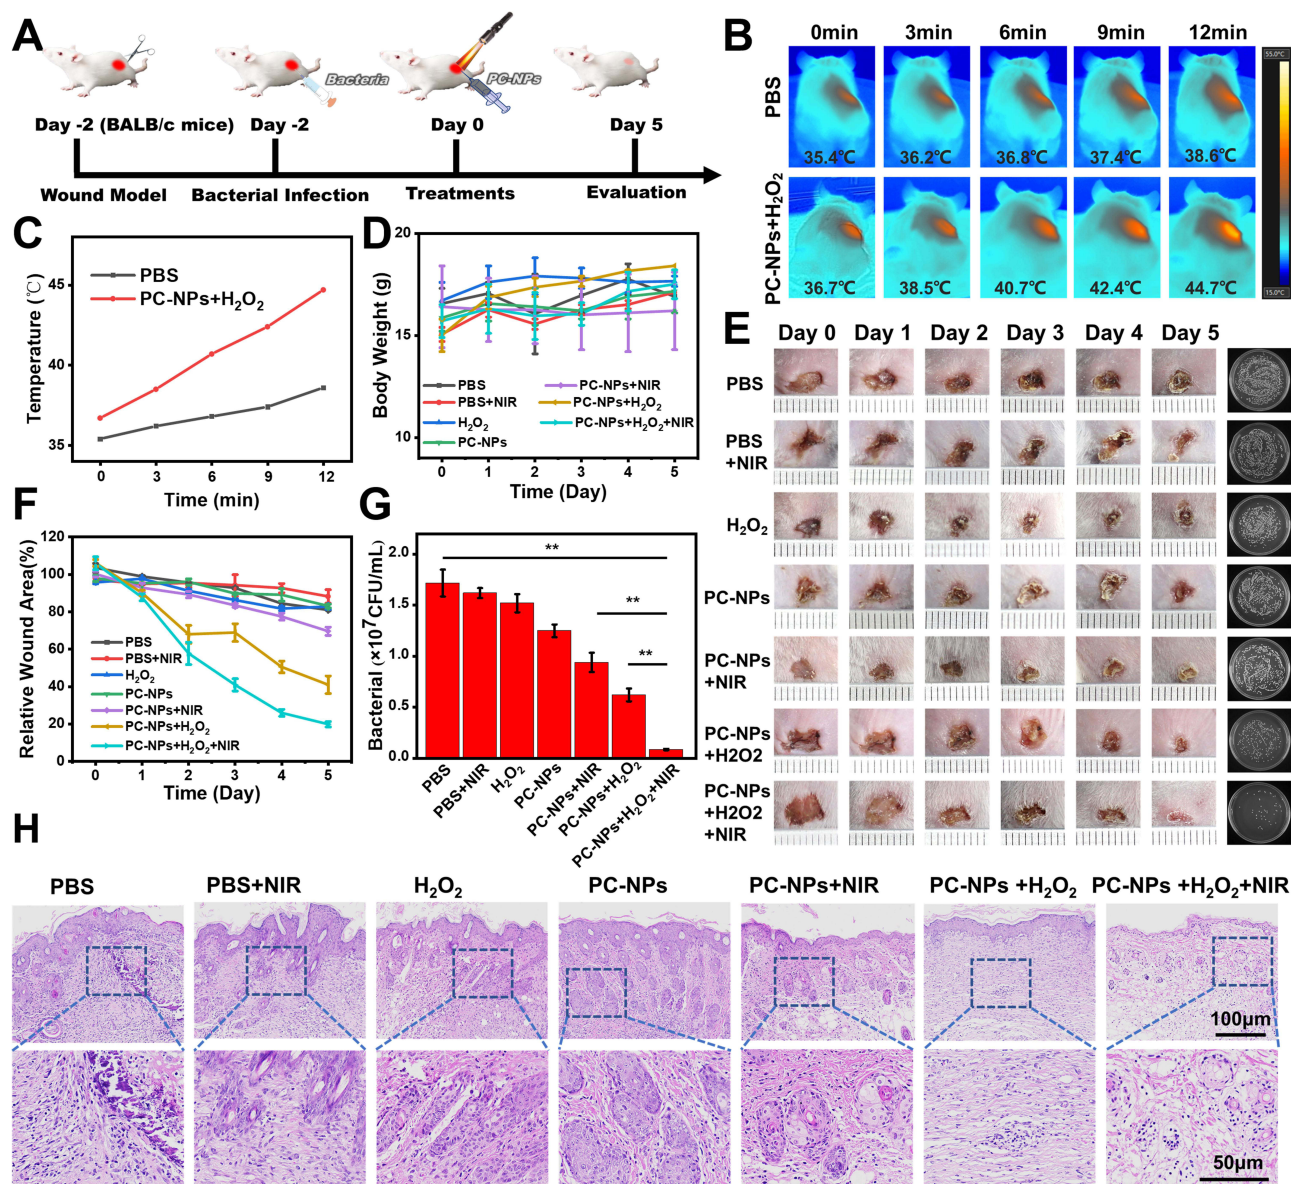 A
Bacteria
PC-NPs
Day -2 (BALB/c mice)
Day -2
Day 0
Day 5
Wound Model
Bacterial Infection
Treatments
Evaluation
B
0min
3min
6min
9min
12min
PBS
35.4℃
36.2℃
36.8℃
37.4℃
38.6℃
PC-NPs+H₂O₂
36.7℃
38.5℃
40.7℃
42.4℃
44.7℃
55.0℃
15.0℃
C
Temperature (℃)
45
40
35
PBS
PC-NPs+H₂O₂
0
3
6
9
12
Time (min)
D
Body Weight (g)
20
15
10
PBS
PBS+NIR
H₂O₂
PC-NPs
PC-NPs+NIR
PC-NPs+H₂O₂
PC-NPs+H₂O₂+NIR
0
1
2
3
4
5
Time (Day)
E
Day 0
Day 1
Day 2
Day 3
Day 4
Day 5
PBS
PBS
+NIR
H₂O₂
PC-NPs
PC-NPs
+NIR
PC-NPs
+H2O2
PC-NPs
+H2O2
+NIR
F
Relative Wound Area(%)
120
100
80
60
40
20
0
PBS
PBS+NIR
H₂O₂
PC-NPs
PC-NPs+NIR
PC-NPs+H₂O₂
PC-NPs+H₂O₂+NIR
0
1
2
3
4
5
Time (Day)
G
Bacterial (×10⁷CFU/mL)
2.0
1.5
1.0
0.5
0.0
**
**
**
PBS
PBS+NIR
H₂O₂
PC-NPs
PC-NPs+NIR
PC-NPs+H₂O₂
PC-NPs+H₂O₂+NIR
H
PBS
PBS+NIR
H₂O₂
PC-NPs
PC-NPs+NIR
PC-NPs +H₂O₂
PC-NPs +H₂O₂+NIR
100μm
50μm